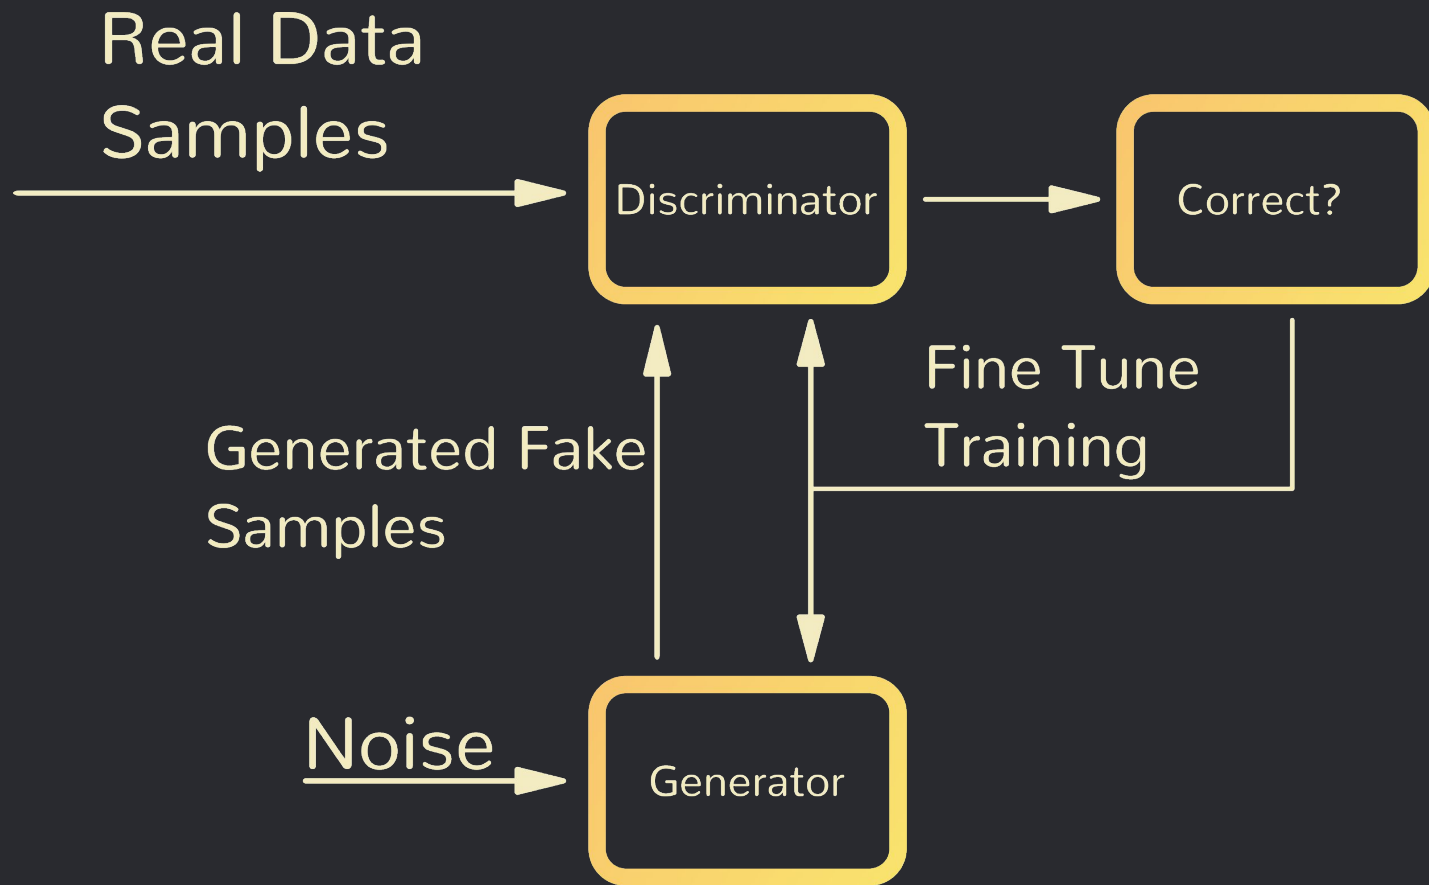 Real Data
Samples
Discriminator
Correct?
Fine Tune
Training
Generated Fake
Samples
Noise
Generator